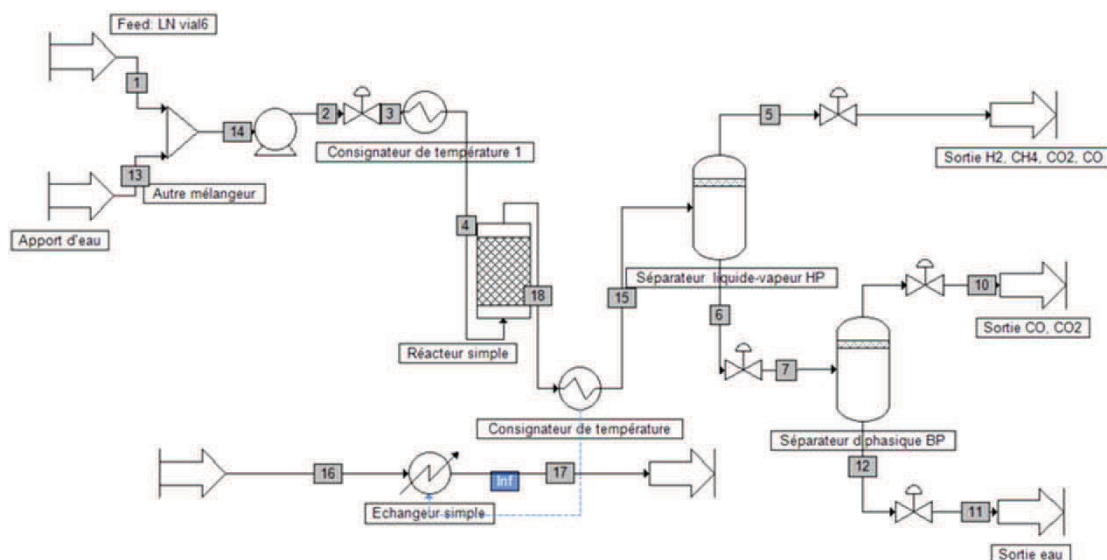 Feed: LN vial6
1
2
3
14
5
Consignateur de température 1
Sortie H2, CH4, CO2, CO
13
Autre mélangeur
Apport d'eau
4
Séparateur liquide-vapeur HP
18
15
6
10
Sortie CO, CO2
Réacteur simple
7
Consignateur de température
Séparateur diphasique BP
16
Inf
17
12
Echangeur simple
11
Sortie eau